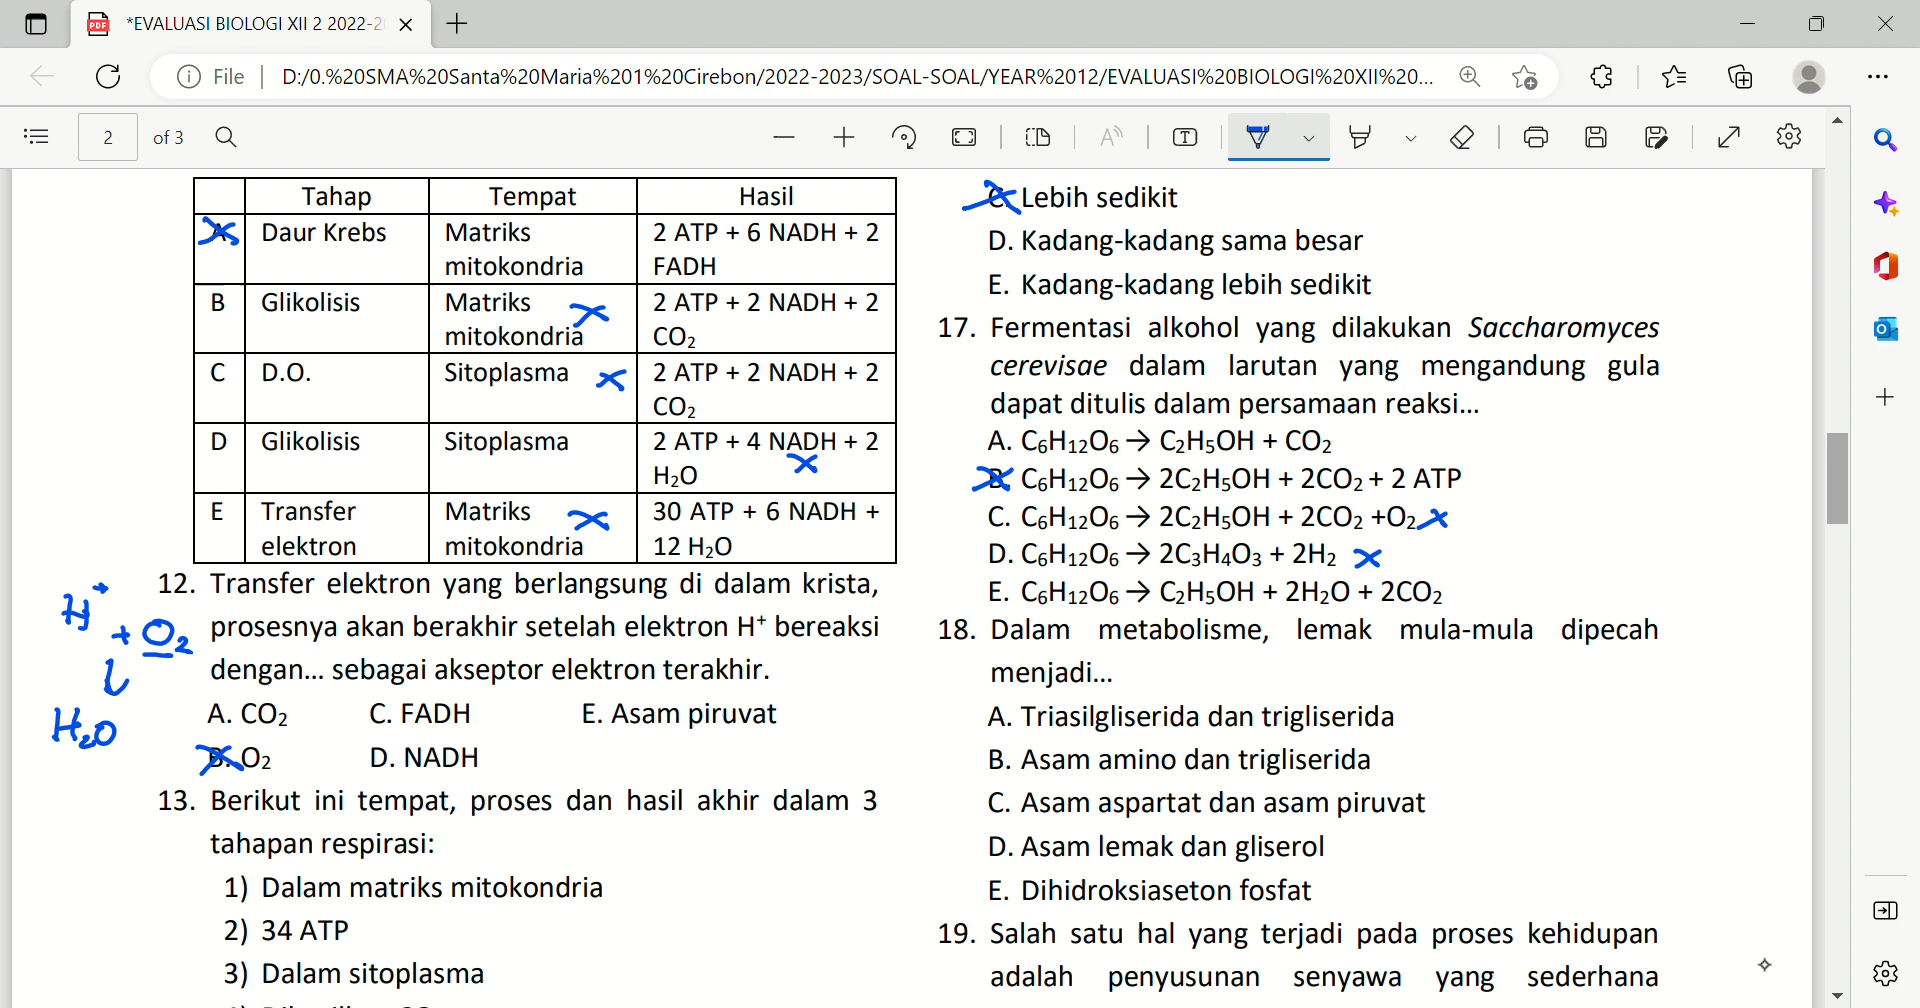 *EVALUASI BIOLOGI XII 2 2022-2
File
D:/0.%20SMA%20Santa%20Maria%201%20Cirebon/2022-2023/SOAL-SOAL/YEAR%2012/EVALUASI%20BIOLOGI%20XII%20...
2 of 3
Tahap Tempat Hasil
A Daur Krebs Matriks mitokondria 2 ATP + 6 NADH + 2 FADH
B Glikolisis Matriks mitokondria 2 ATP + 2 NADH + 2 CO₂
C D.O. Sitoplasma 2 ATP + 2 NADH + 2 CO₂
D Glikolisis Sitoplasma 2 ATP + 4 NADH + 2 H₂O
E Transfer elektron Matriks mitokondria 30 ATP + 6 NADH + 12 H₂O
12. Transfer elektron yang berlangsung di dalam krista,
prosesnya akan berakhir setelah elektron H⁺ bereaksi
dengan... sebagai akseptor elektron terakhir.
A. CO₂ C. FADH E. Asam piruvat
B. O₂ D. NADH
H⁺
+ O₂
H₂O
13. Berikut ini tempat, proses dan hasil akhir dalam 3
tahapan respirasi:
1) Dalam matriks mitokondria
2) 34 ATP
3) Dalam sitoplasma
C. Lebih sedikit
D. Kadang-kadang sama besar
E. Kadang-kadang lebih sedikit
17. Fermentasi alkohol yang dilakukan Saccharomyces
cerevisae dalam larutan yang mengandung gula
dapat ditulis dalam persamaan reaksi...
A. C₆H₁₂O₆ → C₂H₅OH + CO₂
B. C₆H₁₂O₆ → 2C₂H₅OH + 2CO₂ + 2 ATP
C. C₆H₁₂O₆ → 2C₂H₅OH + 2CO₂ +O₂
D. C₆H₁₂O₆ → 2C₃H₄O₃ + 2H₂
E. C₆H₁₂O₆ → C₂H₅OH + 2H₂O + 2CO₂
18. Dalam metabolisme, lemak mula-mula dipecah
menjadi...
A. Triasilgliserida dan trigliserida
B. Asam amino dan trigliserida
C. Asam aspartat dan asam piruvat
D. Asam lemak dan gliserol
E. Dihidroksiaseton fosfat
19. Salah satu hal yang terjadi pada proses kehidupan
adalah penyusunan senyawa yang sederhana